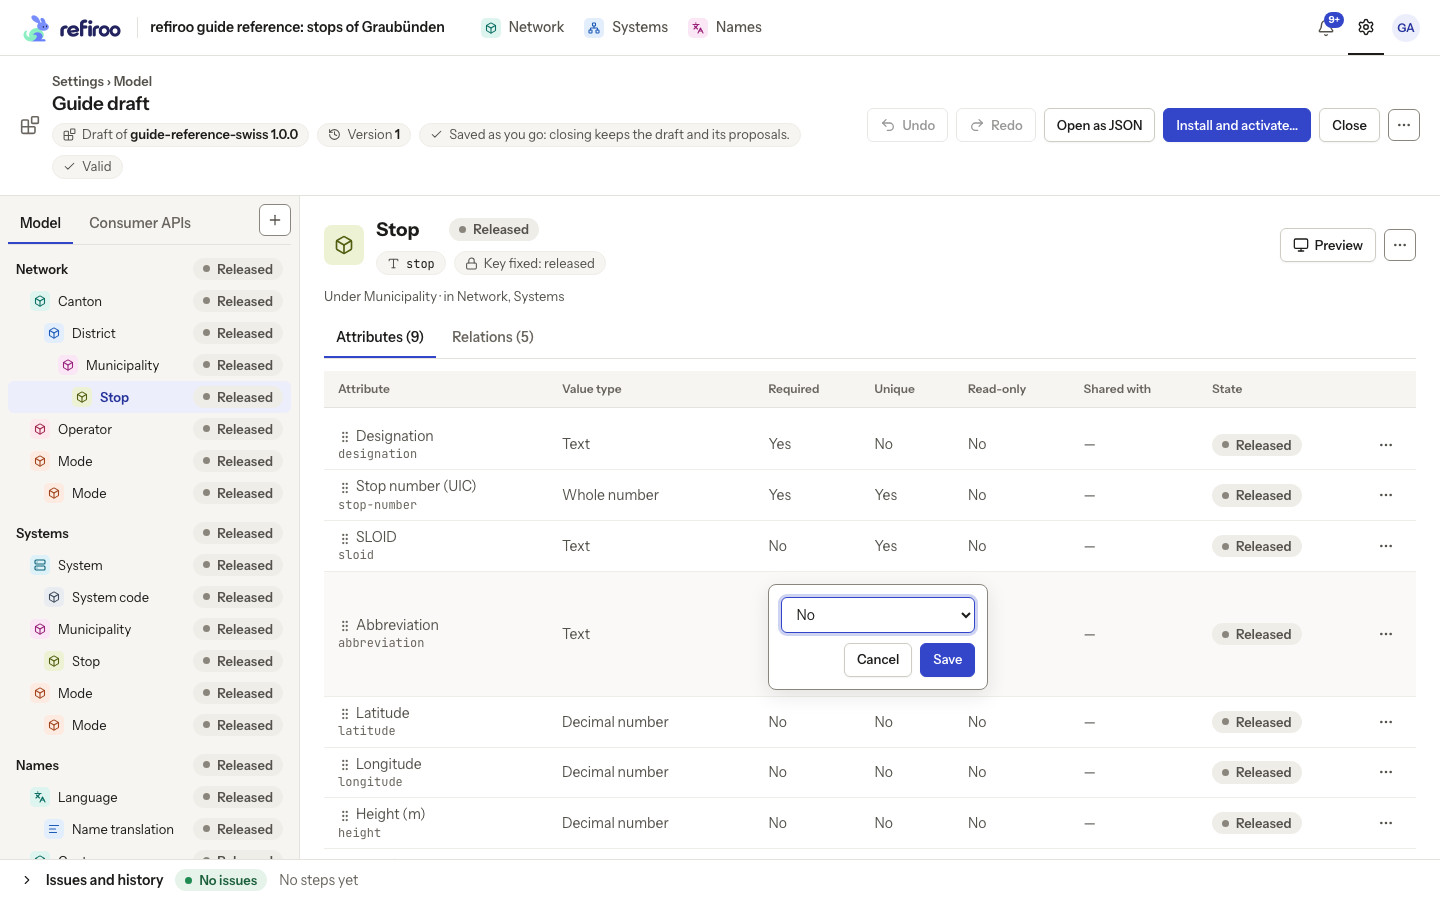 refiroo
refiroo guide reference: stops of Graubünden
Network
Systems
Names
9+
GA
Settings › Model
Guide draft
Draft of guide-reference-swiss 1.0.0
Version 1
Saved as you go: closing keeps the draft and its proposals.
Valid
Undo
Redo
Open as JSON
Install and activate...
Close
Model
Consumer APIs
Network Released
Canton Released
District Released
Municipality Released
Stop Released
Operator Released
Mode Released
Mode Released
Systems Released
System Released
System code Released
Municipality Released
Stop Released
Mode Released
Mode Released
Names Released
Language Released
Name translation Released
Stop
Released
stop
Key fixed: released
Preview
Under Municipality · in Network, Systems
Attributes (9)
Relations (5)
Attribute Value type Required Unique Read-only Shared with State
Designation
designation
Text Yes No No — Released
Stop number (UIC)
stop-number
Whole number Yes Yes No — Released
SLOID
sloid
Text No Yes No — Released
Abbreviation
abbreviation
Text
No
Cancel
Save
— Released
Latitude
latitude
Decimal number No No No — Released
Longitude
longitude
Decimal number No No No — Released
Height (m)
height
Decimal number No No No — Released
Issues and history
No issues
No steps yet